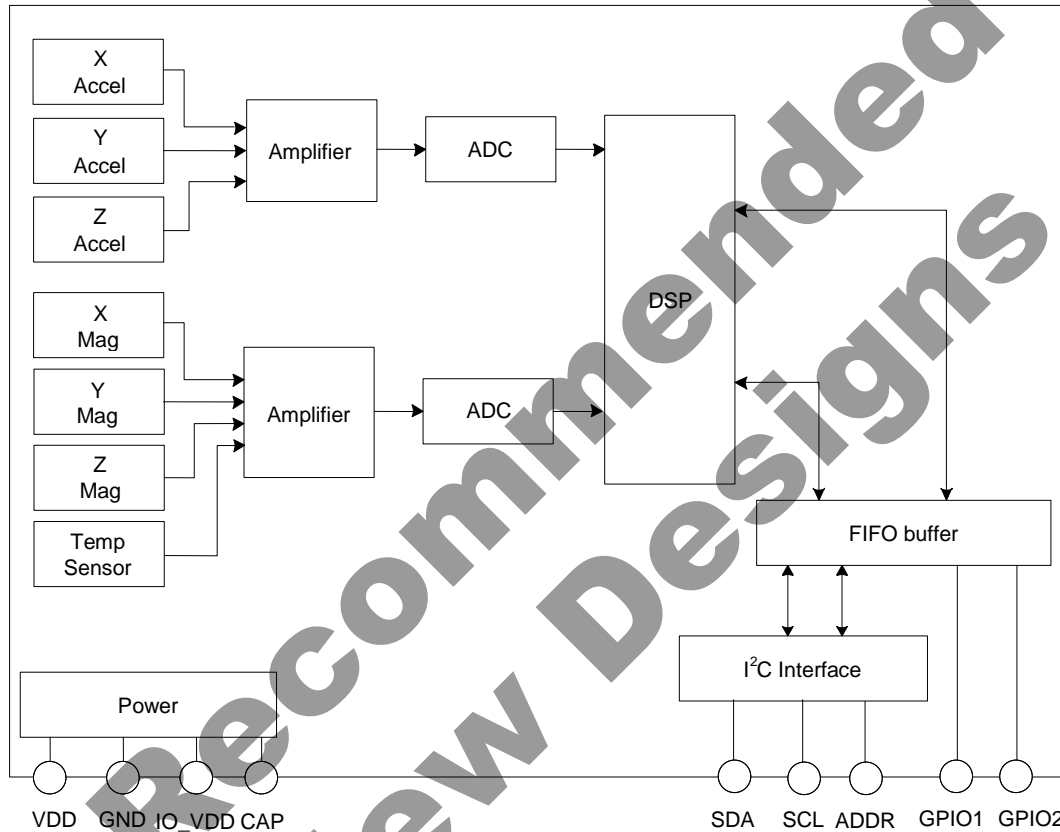 X
Accel
Y
Accel
Z
Accel
Amplifier
ADC
DSP
X
Mag
Y
Mag
Z
Mag
Temp
Sensor
Amplifier
ADC
FIFO buffer
I²C Interface
Power
VDD
GND
IO_VDD
CAP
SDA
SCL
ADDR
GPIO1
GPIO2
Recommended
Designs